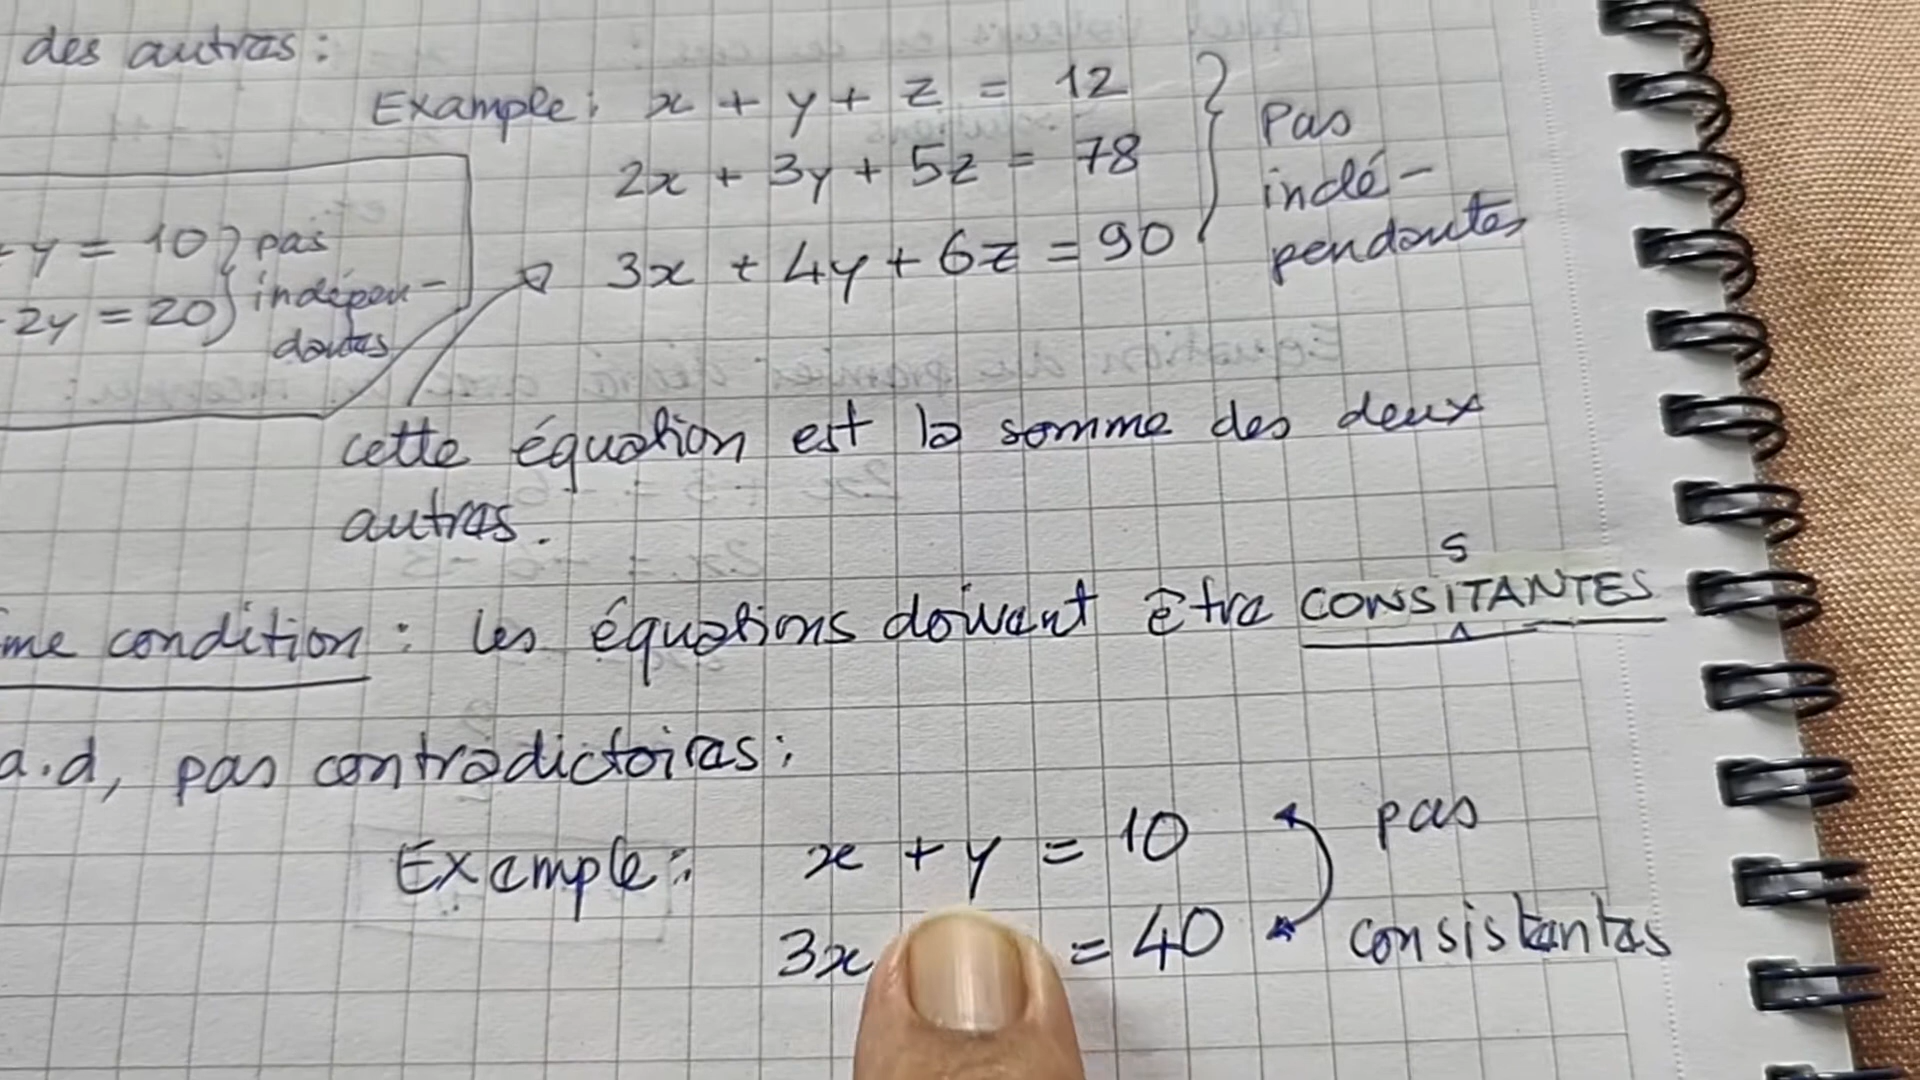 des autres :
Example : x + y + z = 12
2x + 3y + 5z = 78
3x + 4y + 6z = 90
Pas
indé-
pendantes
y = 10 } pas
2y = 20 } indépen-
dantes
cette équation est la somme des deux
autres.
me condition : les équations doivent être CONSITANTES
s
a.d, pas contradictoires :
Example : x + y = 10 pas
3x = 40 consistantes